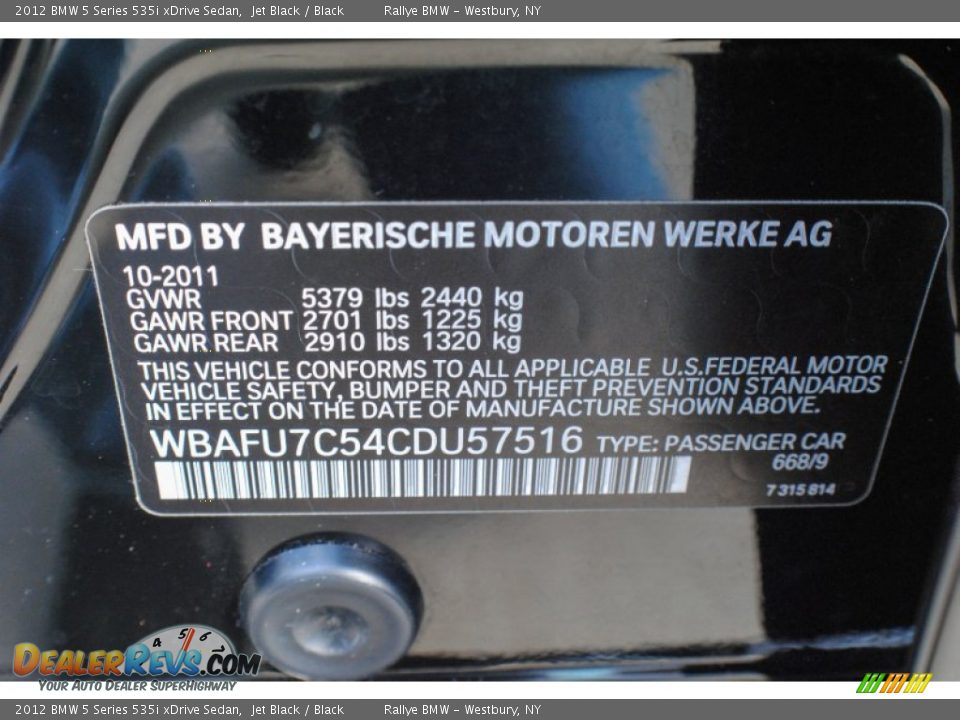 2012 BMW 5 Series 535i xDrive Sedan, Jet Black / Black Rallye BMW - Westbury, NY
MFD BY BAYERISCHE MOTOREN WERKE AG
10-2011
GVWR 5379 lbs 2440 kg
GAWR FRONT 2701 lbs 1225 kg
GAWR REAR 2910 lbs 1320 kg
THIS VEHICLE CONFORMS TO ALL APPLICABLE U.S.FEDERAL MOTOR
VEHICLE SAFETY, BUMPER AND THEFT PREVENTION STANDARDS
IN EFFECT ON THE DATE OF MANUFACTURE SHOWN ABOVE.
WBAFU7C54CDU57516 TYPE: PASSENGER CAR
668/9
7 315 814
4 5 6
DEALERREVS.COM
YOUR AUTO DEALER SUPERHIGHWAY
2012 BMW 5 Series 535i xDrive Sedan, Jet Black / Black Rallye BMW - Westbury, NY